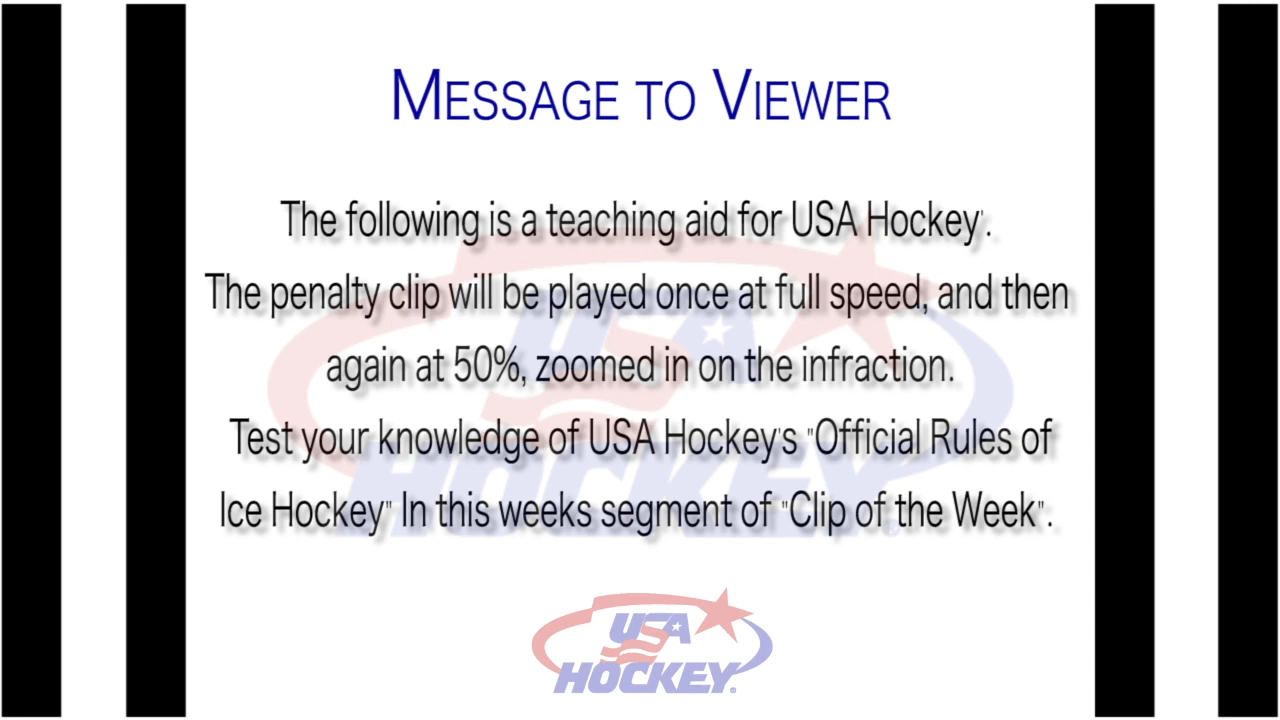 MESSAGE TO VIEWER
The following is a teaching aid for USA Hockey'.
The penalty clip will be played once at full speed, and then
again at 50%, zoomed in on the infraction.
Test your knowledge of USA Hockey's "Official Rules of
Ice Hockey" In this weeks segment of "Clip of the Week".
USA
HOCKEY®
USA
HOCKEY®